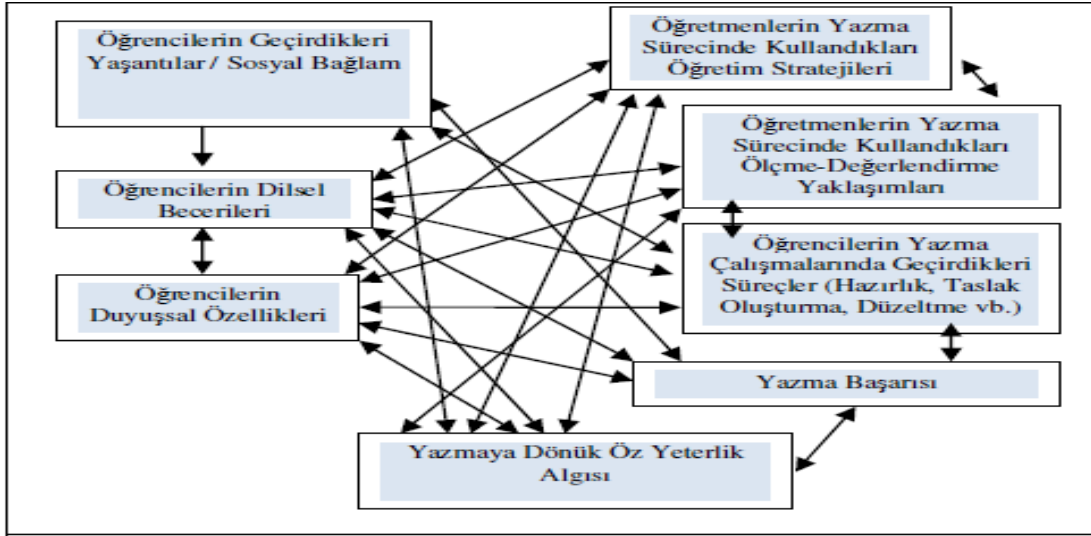 Öğrencilerin Geçirdikleri
Yaşantılar / Sosyal Bağlam
Öğretmenlerin Yazma
Sürecinde Kullandıkları
Öğretim Stratejileri
Öğretmenlerin Yazma
Sürecinde Kullandıkları
Ölçme-Değerlendirme
Yaklaşımları
Öğrencilerin Dilsel
Becerileri
Öğrencilerin Yazma
Çalışmalarında Geçirdikleri
Süreçler (Hazırlık, Taslak
Oluşturma, Düzeltme vb.)
Öğrencilerin
Duyuşsal Özellikleri
Yazma Başarısı
Yazmaya Dönük Öz Yeterlik
Algısı